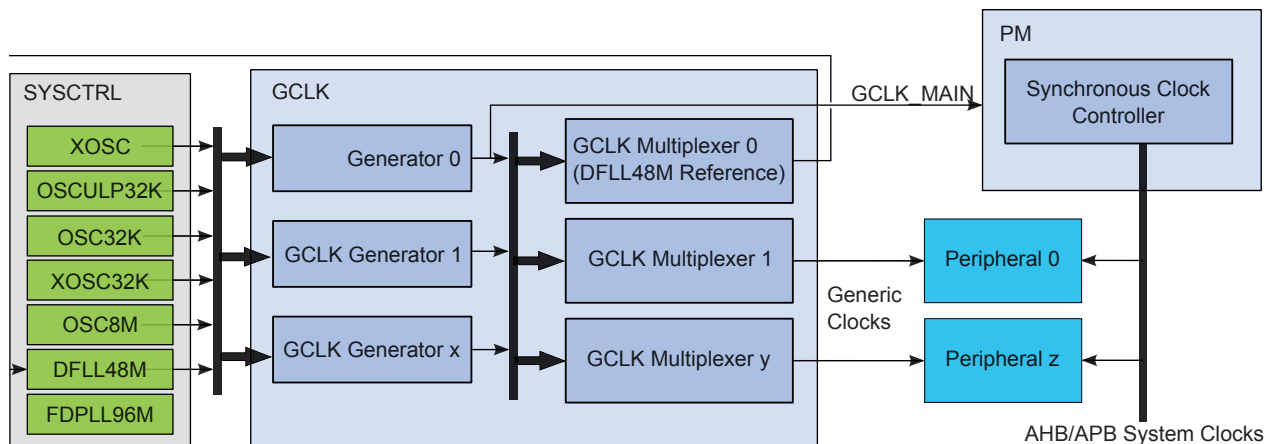 PM
SYSCTRL
GCLK
GCLK_MAIN
Synchronous Clock
Controller
XOSC
OSCULP32K
OSC32K
XOSC32K
OSC8M
DFLL48M
FDPLL96M
Generator 0
GCLK Generator 1
GCLK Generator x
GCLK Multiplexer 0
(DFLL48M Reference)
GCLK Multiplexer 1
GCLK Multiplexer y
Generic
Clocks
Peripheral 0
Peripheral z
AHB/APB System Clocks